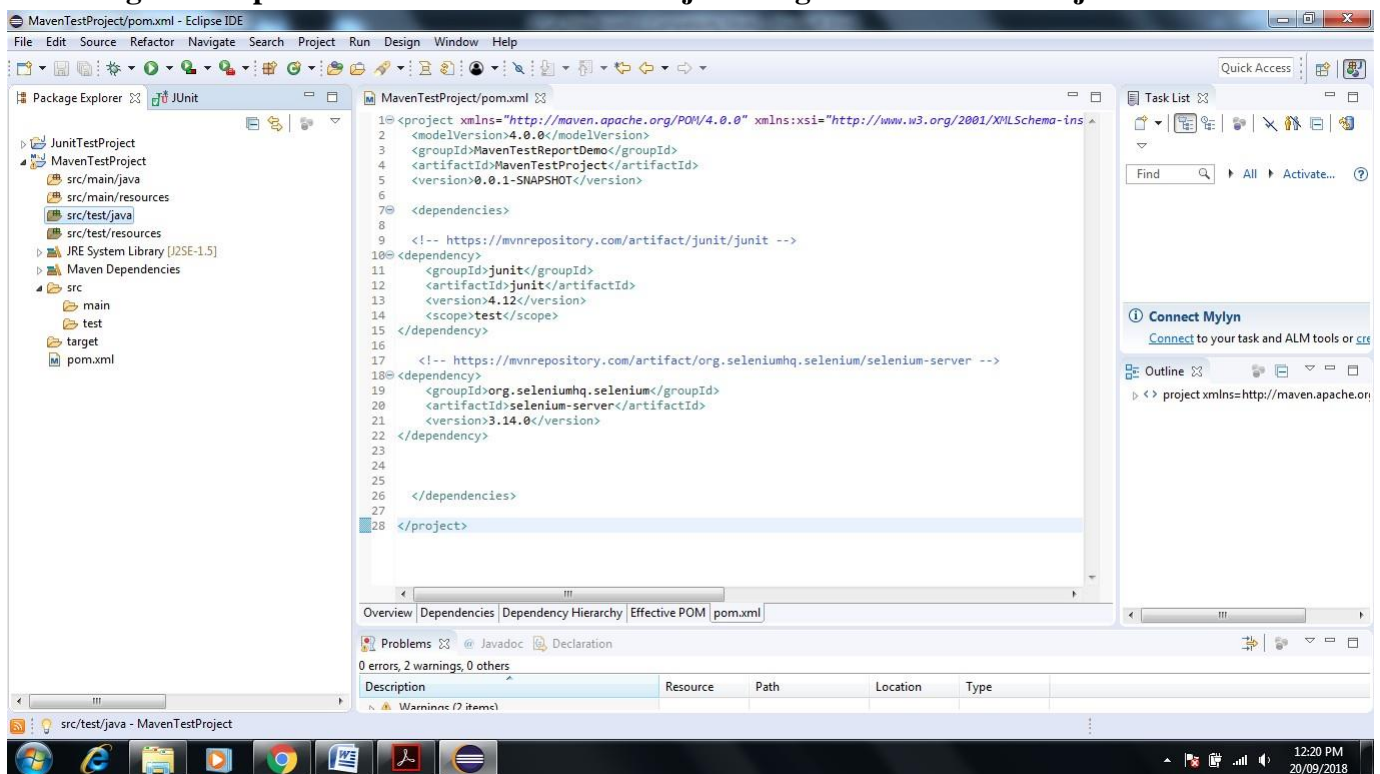 MavenTestProject/pom.xml - Eclipse IDE
File Edit Source Refactor Navigate Search Project Run Design Window Help
Quick Access
Package Explorer JUnit
JunitTestProject
MavenTestProject
src/main/java
src/main/resources
src/test/java
src/test/resources
JRE System Library [J2SE-1.5]
Maven Dependencies
src
main
test
target
pom.xml
MavenTestProject/pom.xml
1 <project xmlns="http://maven.apache.org/POM/4.0.0" xmlns:xsi="http://www.w3.org/2001/XMLSchema-ins
2 <modelVersion>4.0.0</modelVersion>
3 <groupId>MavenTestReportDemo</groupId>
4 <artifactId>MavenTestProject</artifactId>
5 <version>0.0.1-SNAPSHOT</version>
6
7 <dependencies>
8
9 <!-- https://mvnrepository.com/artifact/junit/junit -->
10 <dependency>
11 <groupId>junit</groupId>
12 <artifactId>junit</artifactId>
13 <version>4.12</version>
14 <scope>test</scope>
15 </dependency>
16
17 <!-- https://mvnrepository.com/artifact/org.seleniumhq.selenium/selenium-server -->
18 <dependency>
19 <groupId>org.seleniumhq.selenium</groupId>
20 <artifactId>selenium-server</artifactId>
21 <version>3.14.0</version>
22 </dependency>
23
24
25
26 </dependencies>
27
28 </project>
Overview Dependencies Dependency Hierarchy Effective POM pom.xml
Task List
Find All Activate...
Connect Mylyn
Connect to your task and ALM tools or cre
Outline
project xmlns=http://maven.apache.or
Problems @ Javadoc Declaration
0 errors, 2 warnings, 0 others
Description Resource Path Location Type
Warnings (2 items)
src/test/java - MavenTestProject
12:20 PM
20/09/2018